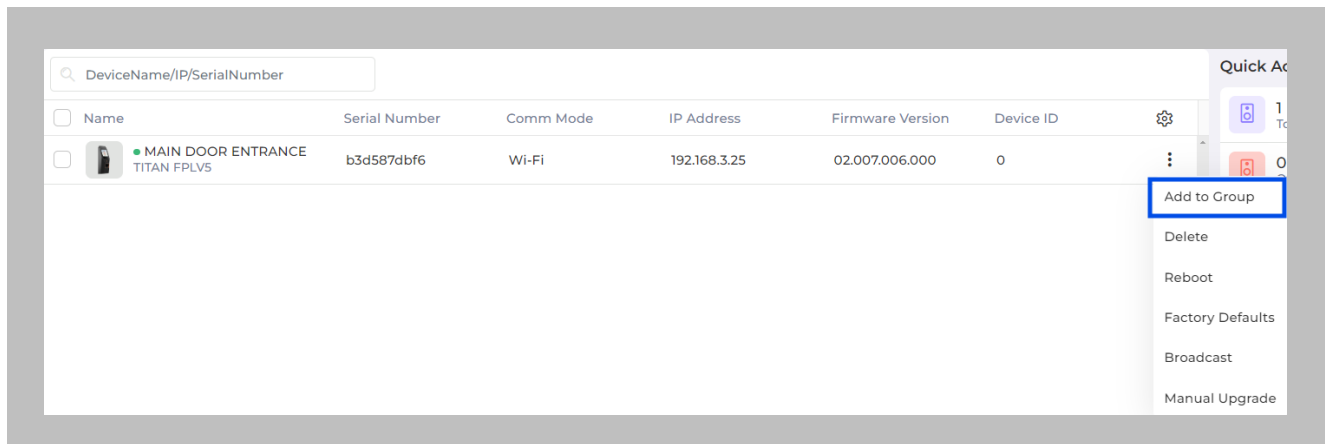 DeviceName/IP/SerialNumber
Quick
Name Serial Number Comm Mode IP Address Firmware Version Device ID
1
MAIN DOOR ENTRANCE
TITAN FPLV5
b3d587dbf6 Wi-Fi 192.168.3.25 02.007.006.000 0
0
Add to Group
Delete
Reboot
Factory Defaults
Broadcast
Manual Upgrade